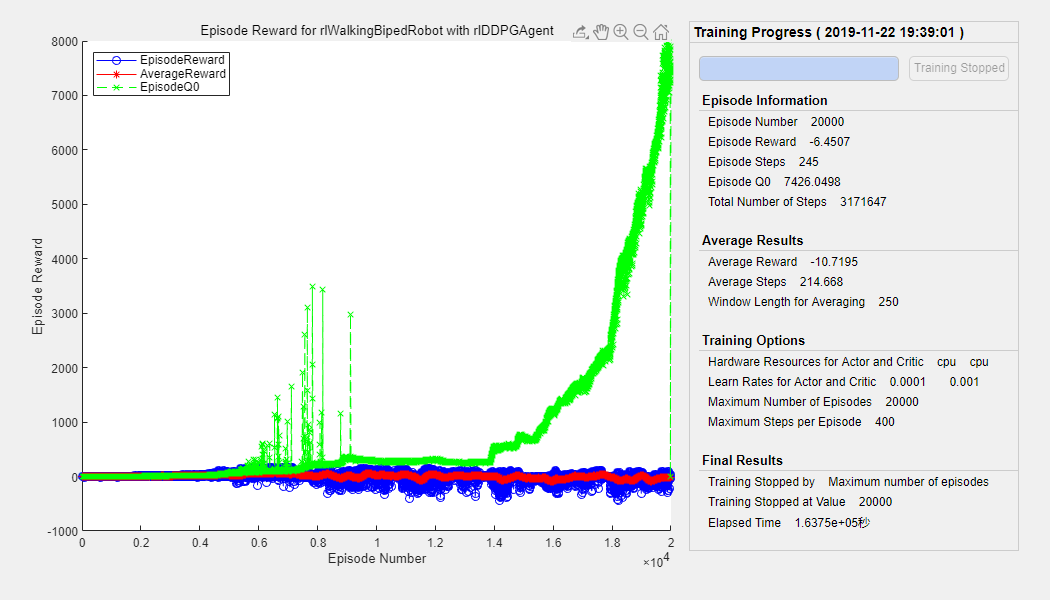 Episode Reward for rlWalkingBipedRobot with rlDDPGAgent
EpisodeReward
AverageReward
EpisodeQ0
8000
7000
6000
5000
4000
3000
2000
1000
0
-1000
Episode Reward
0
0.2
0.4
0.6
0.8
1
1.2
1.4
1.6
1.8
2
×10^4
Episode Number
Training Progress ( 2019-11-22 19:39:01 )
Training Stopped
Episode Information
Episode Number 20000
Episode Reward -6.4507
Episode Steps 245
Episode Q0 7426.0498
Total Number of Steps 3171647
Average Results
Average Reward -10.7195
Average Steps 214.668
Window Length for Averaging 250
Training Options
Hardware Resources for Actor and Critic cpu cpu
Learn Rates for Actor and Critic 0.0001 0.001
Maximum Number of Episodes 20000
Maximum Steps per Episode 400
Final Results
Training Stopped by Maximum number of episodes
Training Stopped at Value 20000
Elapsed Time 1.6375e+05秒